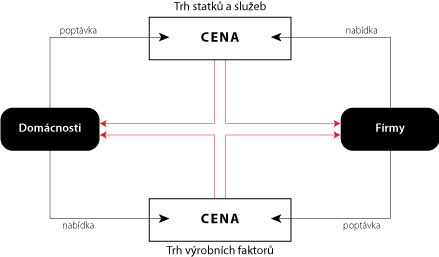 Trh statků a služeb
poptávka
CENA
nabídka
Domácnosti
Firmy
nabídka
CENA
poptávka
Trh výrobních faktorů